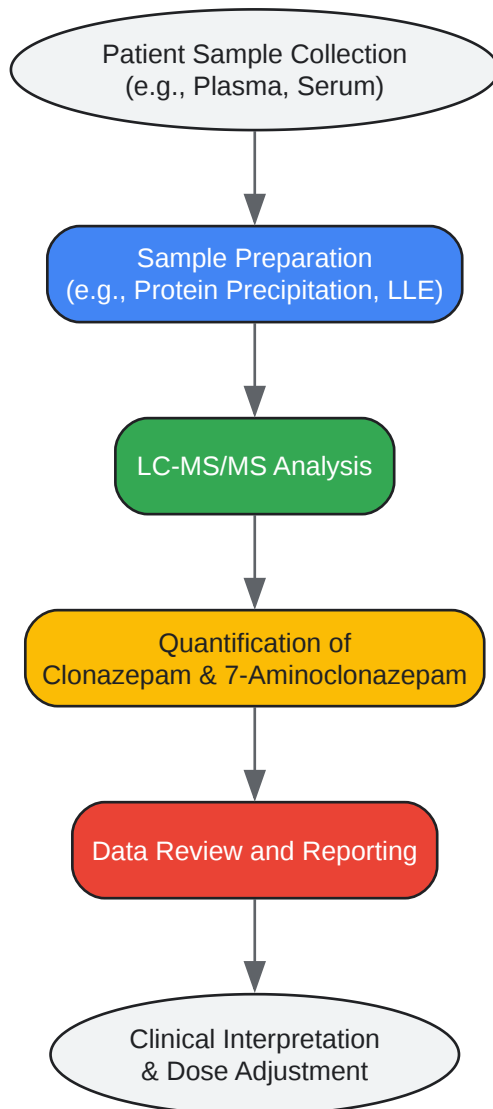 Patient Sample Collection
(e.g., Plasma, Serum)
Sample Preparation
(e.g., Protein Precipitation, LLE)
LC-MS/MS Analysis
Quantification of
Clonazepam & 7-Aminoclonazepam
Data Review and Reporting
Clinical Interpretation
& Dose Adjustment